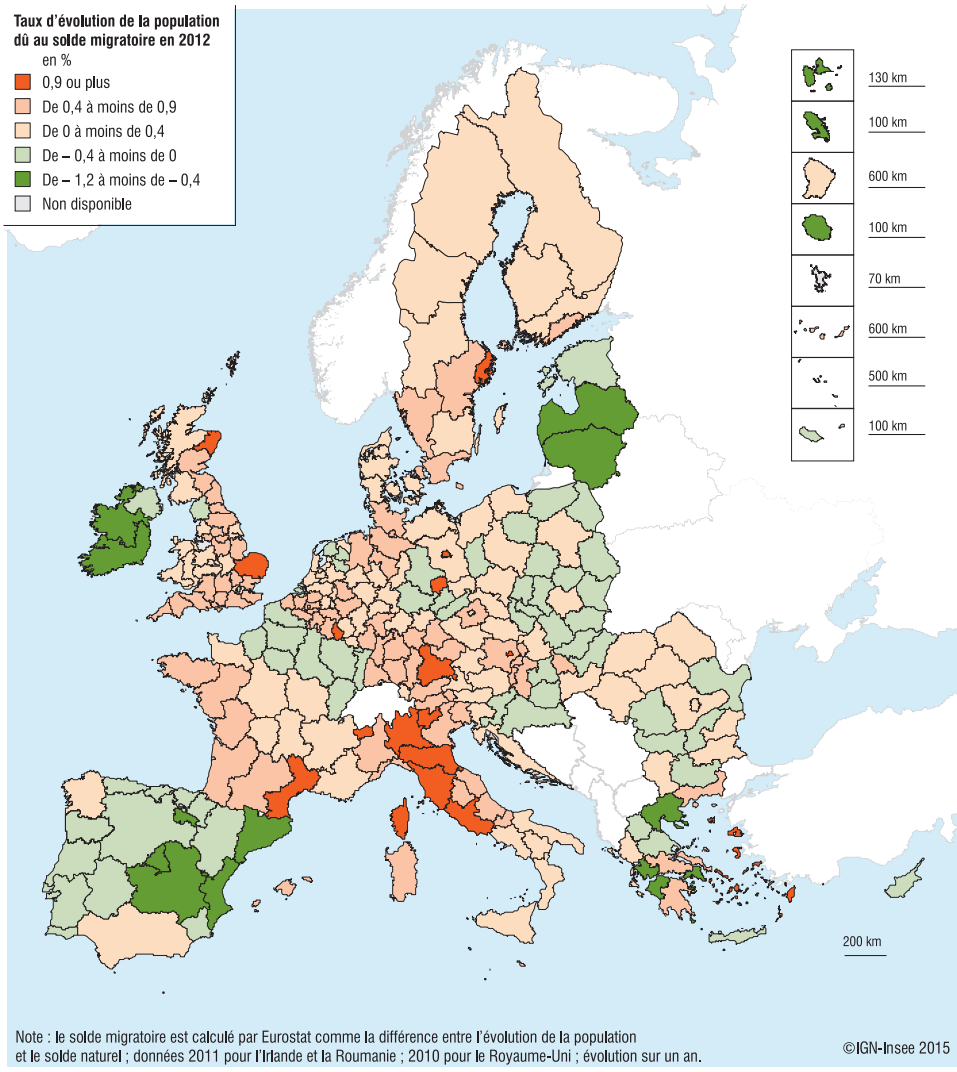 Taux d’évolution de la population
dû au solde migratoire en 2012
en %
0,9 ou plus
De 0,4 à moins de 0,9
De 0 à moins de 0,4
De – 0,4 à moins de 0
De – 1,2 à moins de – 0,4
Non disponible
130 km
100 km
600 km
100 km
70 km
600 km
500 km
100 km
200 km
Note : le solde migratoire est calculé par Eurostat comme la différence entre l’évolution de la population
et le solde naturel ; données 2011 pour l’Irlande et la Roumanie ; 2010 pour le Royaume-Uni ; évolution sur un an.
©IGN-Insee 2015